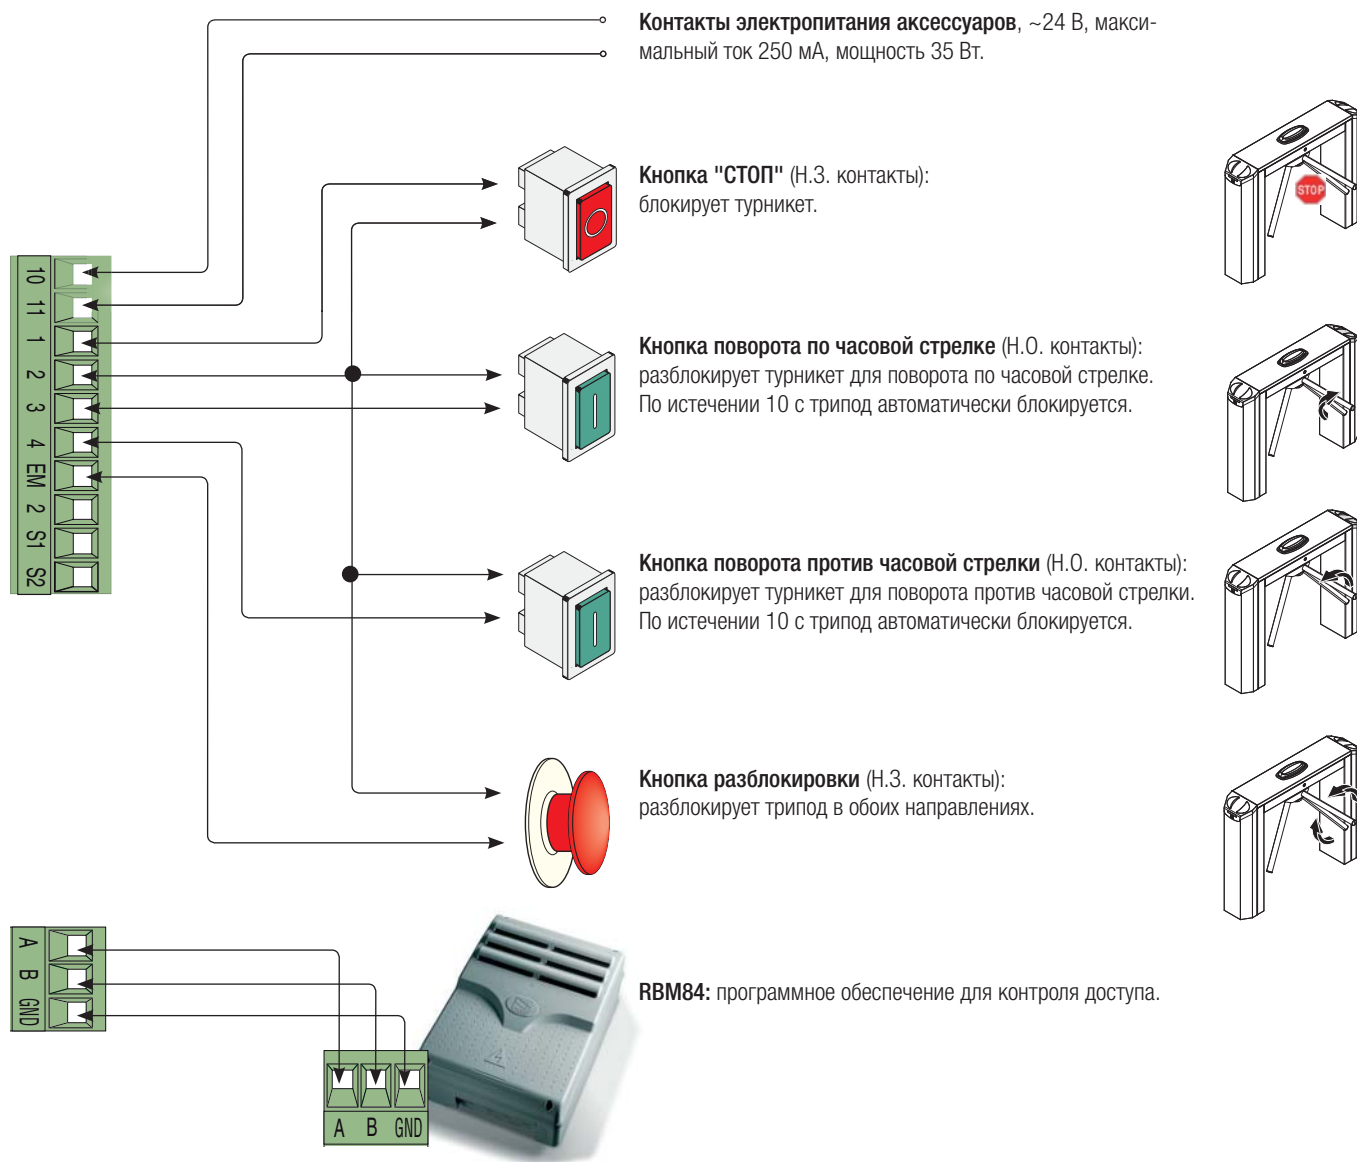 Контакты электропитания аксессуаров, ~24 В, макси-
мальный ток 250 мА, мощность 35 Вт.
Кнопка "СТОП" (Н.З. контакты):
блокирует турникет.
STOP
10
11
1
2
3
4
EM
2
S1
S2
Кнопка поворота по часовой стрелке (Н.О. контакты):
разблокирует турникет для поворота по часовой стрелке.
По истечении 10 с трипод автоматически блокируется.
Кнопка поворота против часовой стрелки (Н.О. контакты):
разблокирует турникет для поворота против часовой стрелки.
По истечении 10 с трипод автоматически блокируется.
Кнопка разблокировки (Н.З. контакты):
разблокирует трипод в обоих направлениях.
A
B
GND
RBM84: программное обеспечение для контроля доступа.
A B GND